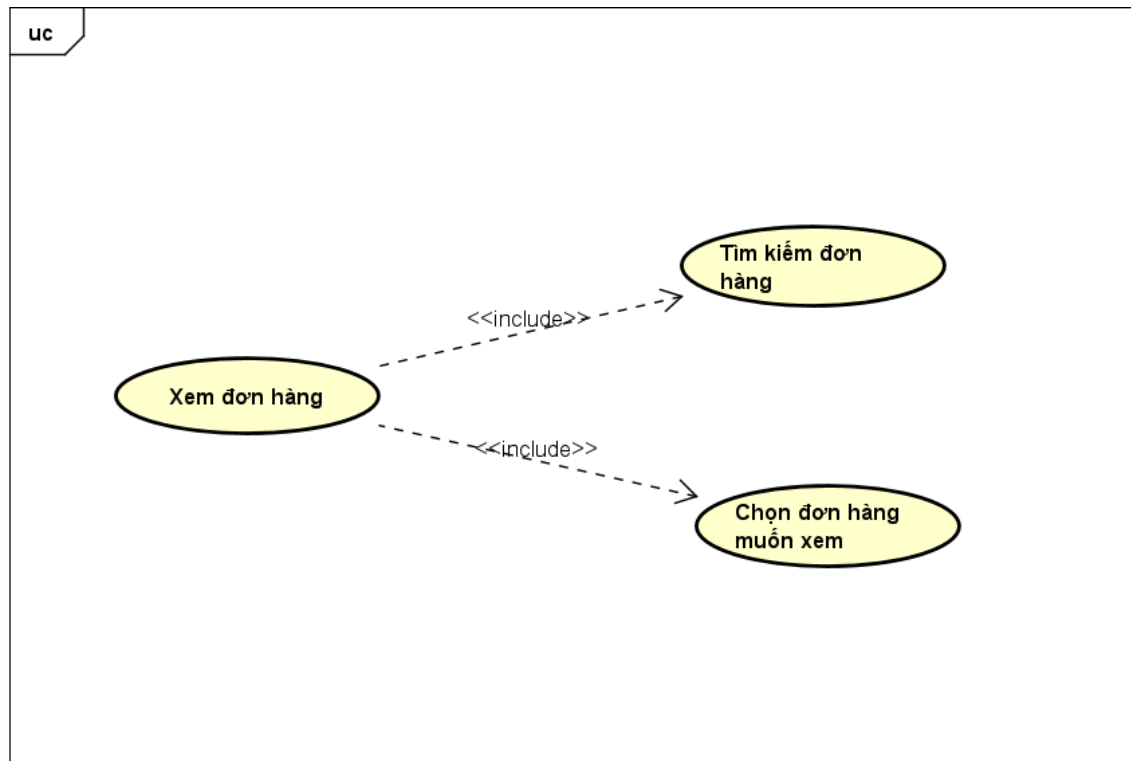 uc
Tìm kiếm đơn
hàng
<<include>>
Xem đơn hàng
<<include>>
Chọn đơn hàng
muốn xem